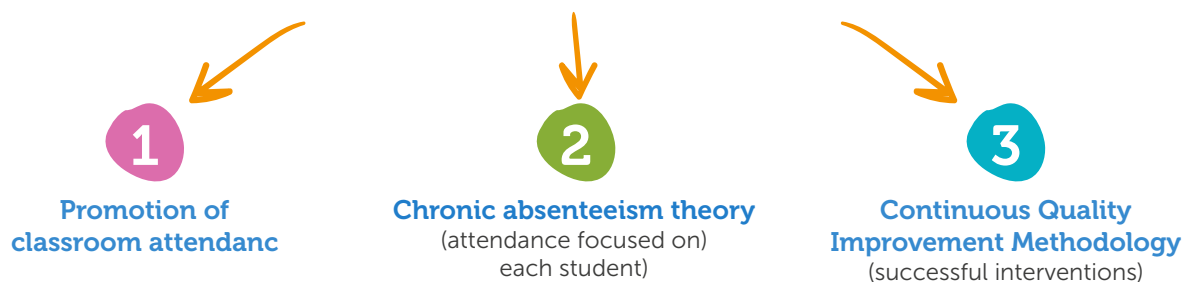 1
Promotion of
classroom attendanc
2
Chronic absenteeism theory
(attendance focused on)
each student)
3
Continuous Quality
Improvement Methodology
(successful interventions)